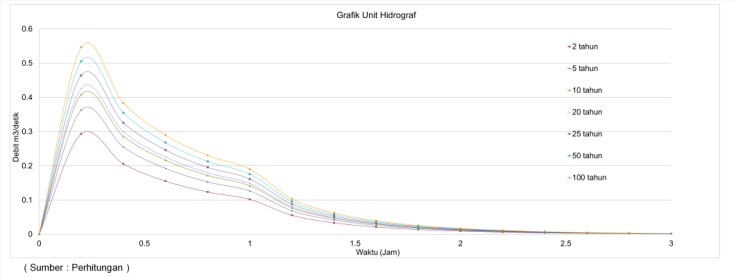 Grafik Unit Hidrograf
0.6
0.5
0.4
0.3
0.2
0.1
0
Debit m3/detik
2 tahun
5 tahun
10 tahun
20 tahun
25 tahun
50 tahun
100 tahun
0 0.5 1 1.5 2 2.5 3
Waktu (Jam)
( Sumber : Perhitungan )